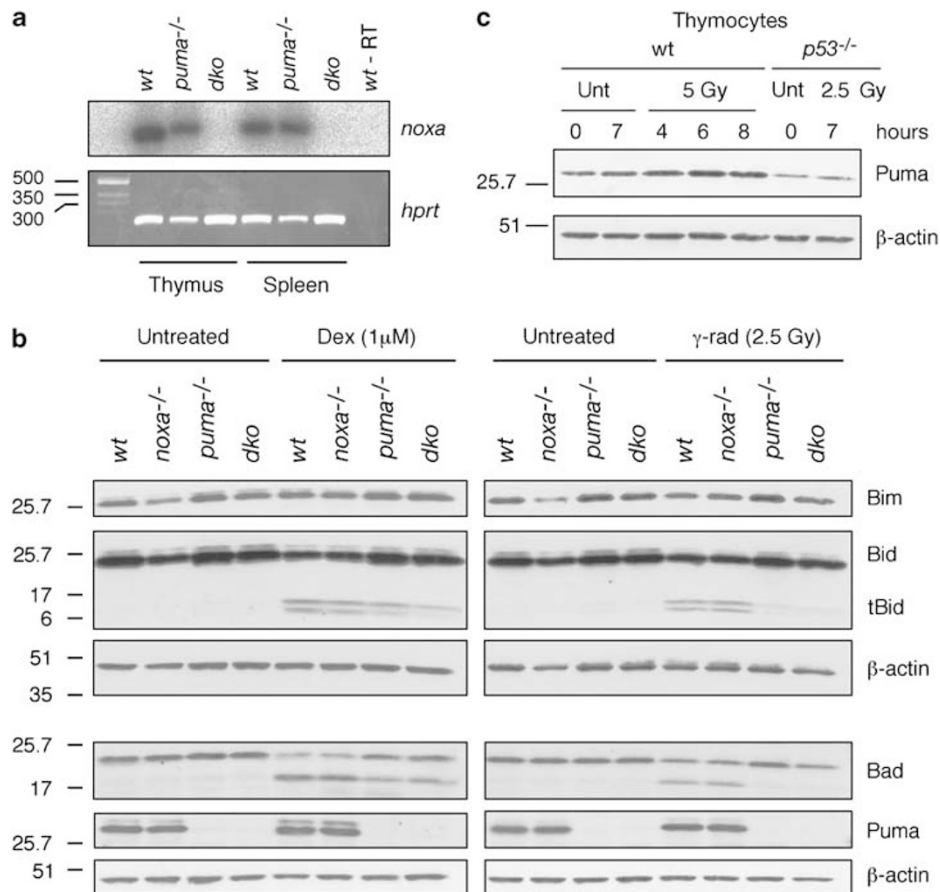 a
wt puma-/- dko wt puma-/- dko wt - RT
noxa
500
350
300
hprt
Thymus Spleen
c
Thymocytes
wt p53-/-
Unt 5 Gy Unt 2.5 Gy
0 7 4 6 8 0 7 hours
25.7 Puma
51 β-actin
b
Untreated Dex (1μM) Untreated γ-rad (2.5 Gy)
wt noxa-/- puma-/- dko wt noxa-/- puma-/- dko wt noxa-/- puma-/- dko wt noxa-/- puma-/- dko
25.7 Bim
25.7 Bid
17
6 tBid
51 β-actin
35
25.7
17 Bad
25.7 Puma
51 β-actin